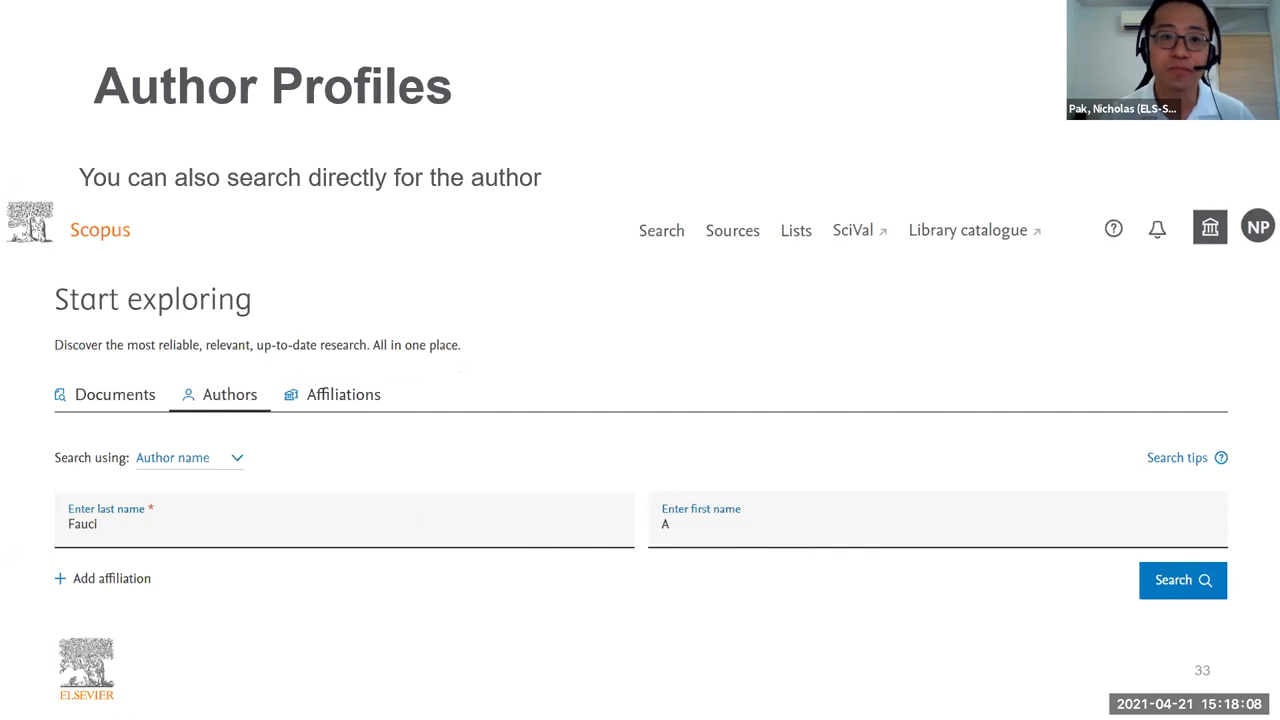 Author Profiles
Pak, Nicholas (ELS-S...
You can also search directly for the author
Scopus
Search Sources Lists SciVal Library catalogue NP
Start exploring
Discover the most reliable, relevant, up-to-date research. All in one place.
Documents Authors Affiliations
Search using: Author name
Search tips
Enter last name *
Fauci
Enter first name
A
+ Add affiliation
Search
ELSEVIER
33
2021-04-21 15:18:08